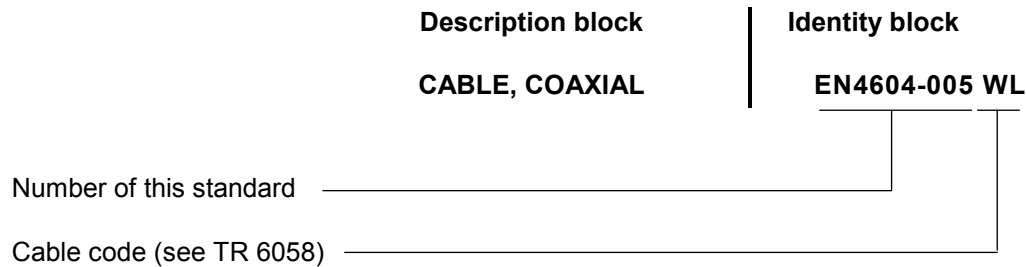 Description block Identity block
CABLE, COAXIAL EN4604-005 WL
Number of this standard
Cable code (see TR 6058)